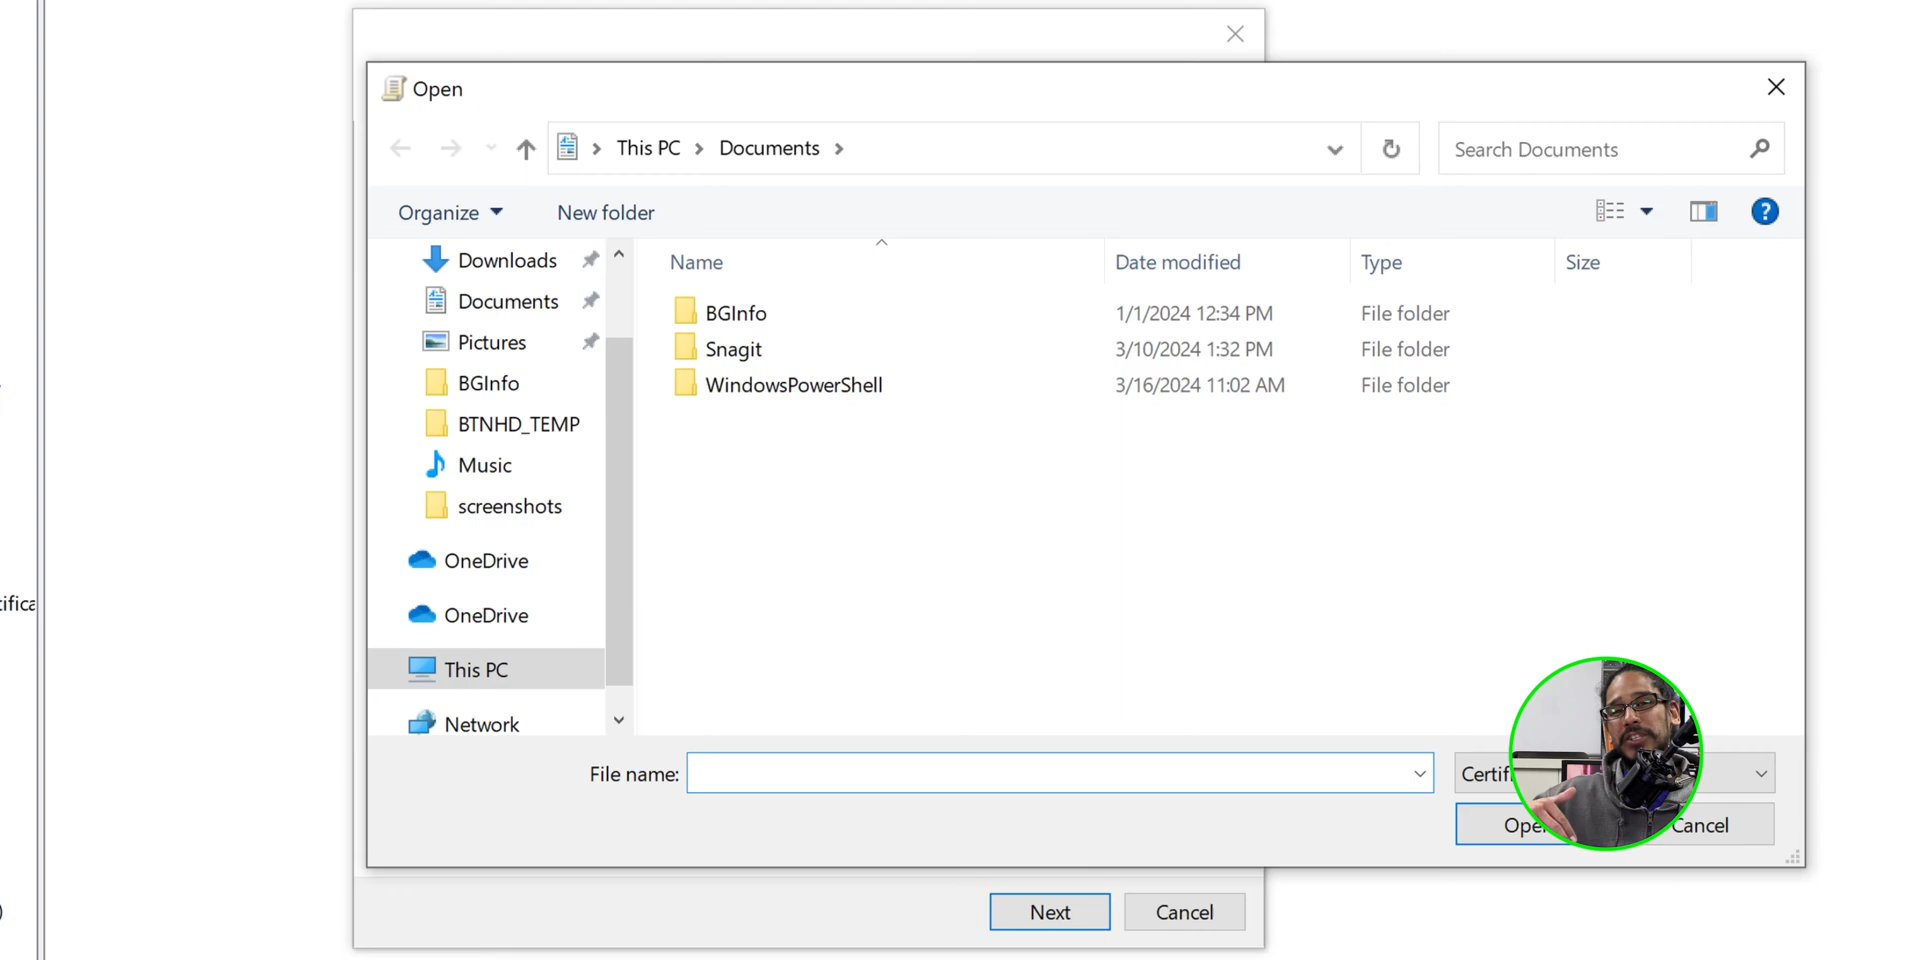 Open
This PC
Documents
Search Documents
Organize
New folder
Downloads
Documents
Pictures
BGInfo
BTNHD_TEMP
Music
screenshots
OneDrive
OneDrive
This PC
Network
Name
Date modified
Type
Size
BGInfo
1/1/2024 12:34 PM
File folder
Snagit
3/10/2024 1:32 PM
File folder
WindowsPowerShell
3/16/2024 11:02 AM
File folder
File name:
Cancel
Next
Cancel